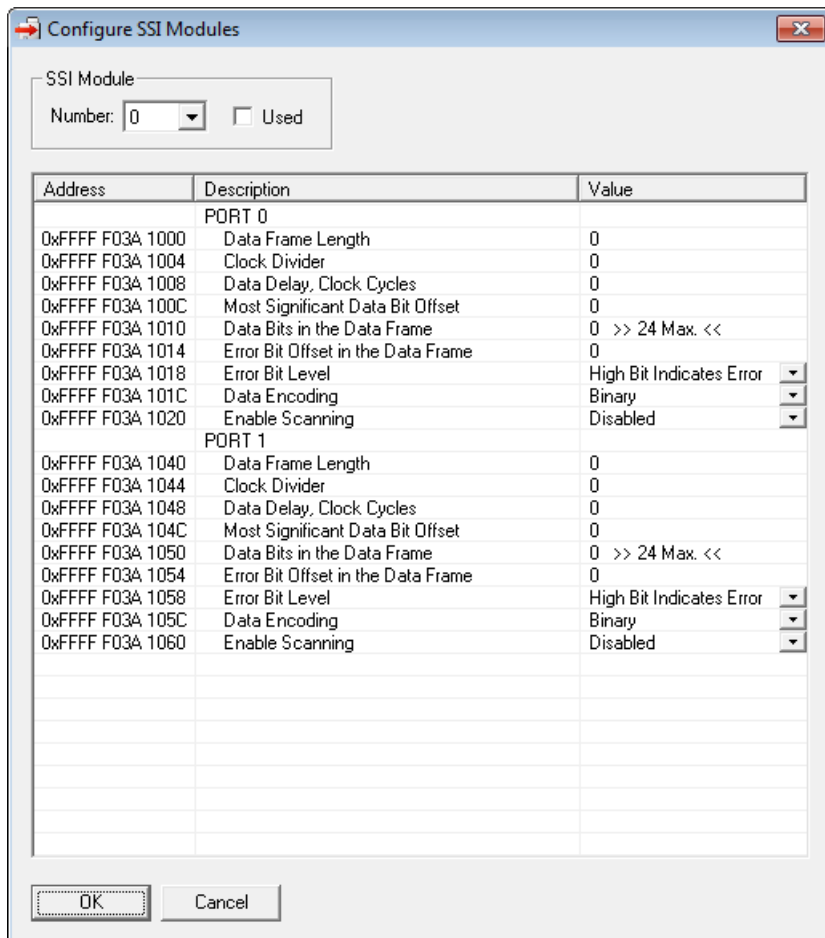 Configure SSI Modules
SSI Module
Number: 0 Used
Address Description Value
PORT 0
0xFFFF F03A 1000 Data Frame Length 0
0xFFFF F03A 1004 Clock Divider 0
0xFFFF F03A 1008 Data Delay, Clock Cycles 0
0xFFFF F03A 100C Most Significant Data Bit Offset 0
0xFFFF F03A 1010 Data Bits in the Data Frame 0 >> 24 Max. <<
0xFFFF F03A 1014 Error Bit Offset in the Data Frame 0
0xFFFF F03A 1018 Error Bit Level High Bit Indicates Error
0xFFFF F03A 101C Data Encoding Binary
0xFFFF F03A 1020 Enable Scanning Disabled
PORT 1
0xFFFF F03A 1040 Data Frame Length 0
0xFFFF F03A 1044 Clock Divider 0
0xFFFF F03A 1048 Data Delay, Clock Cycles 0
0xFFFF F03A 104C Most Significant Data Bit Offset 0
0xFFFF F03A 1050 Data Bits in the Data Frame 0 >> 24 Max. <<
0xFFFF F03A 1054 Error Bit Offset in the Data Frame 0
0xFFFF F03A 1058 Error Bit Level High Bit Indicates Error
0xFFFF F03A 105C Data Encoding Binary
0xFFFF F03A 1060 Enable Scanning Disabled
OK Cancel